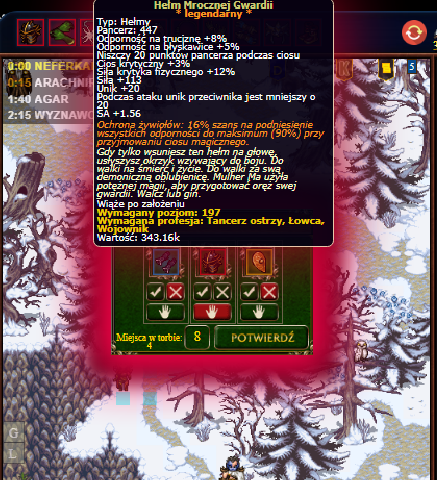 Hełm Mrocznej Gwardii
* legendarny *
Typ: Hełmy
Pancerz: 447
Odporność na truciznę +8%
Odporność na błyskawice +5%
Niszczy 20 punktów pancerza podczas ciosu
Cios krytyczny +3%
Siła krytyka fizycznego +12%
Siła +113
Unik +20
Podczas ataku unik przeciwnika jest mniejszy o
20
SA +1.56
Ochrona żywiołów: 16% szans na podniesienie
wszystkich odporności do maksimum (90%) przy
przyjmowaniu ciosu magicznego.
Gdy tylko wsuniesz ten hełm na głowę,
usłyszysz okrzyk wzywający do boju. Do
walki na śmierć i życie. Do walki za swą
demoniczną oblubienicę. Mulher Ma użyła
potężnej magii, aby przygotować oręż swej
gwardii. Walcz lub giń.
Wiąże po założeniu
Wymagany poziom: 197
Wymagana profesja: Tancerz ostrzy, Łowca,
Wojownik
Wartość: 343.16k
0:00 NEFERKA
0:15 ARACHNI
1:40 AGAR
2:15 WYZNAW
5
3
Miejsca w torbie:
4
8
POTWIERDŹ
G
L